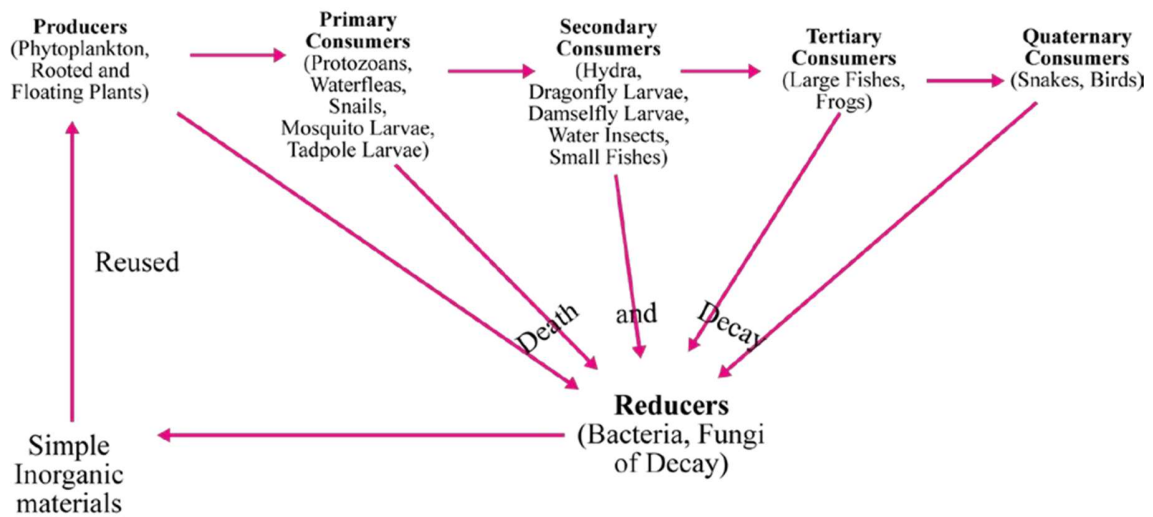 Producers
(Phytoplankton,
Rooted and
Floating Plants)
Primary
Consumers
(Protozoans,
Waterfleas,
Snails,
Mosquito Larvae,
Tadpole Larvae)
Secondary
Consumers
(Hydra,
Dragonfly Larvae,
Damselfly Larvae,
Water Insects,
Small Fishes)
Tertiary
Consumers
(Large Fishes,
Frogs)
Quaternary
Consumers
(Snakes, Birds)
Reused
Death and Decay
Reducers
(Bacteria, Fungi
of Decay)
Simple
Inorganic
materials